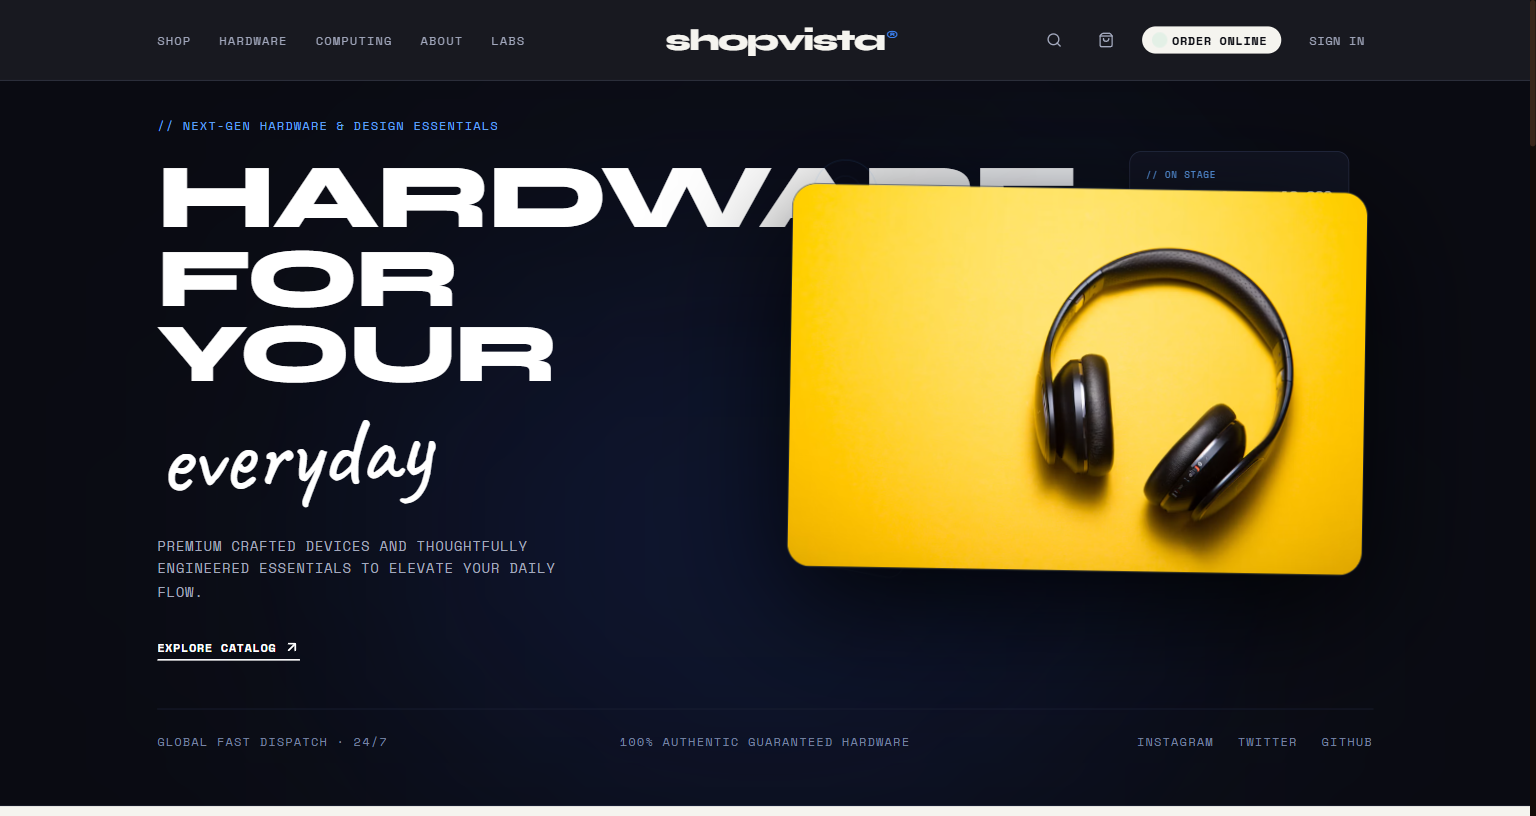 SHOP HARDWARE COMPUTING ABOUT LABS shopvista® ORDER ONLINE SIGN IN
// NEXT-GEN HARDWARE & DESIGN ESSENTIALS
HARDWARE
// ON STAGE
FOR
YOUR
everyday
PREMIUM CRAFTED DEVICES AND THOUGHTFULLY
ENGINEERED ESSENTIALS TO ELEVATE YOUR DAILY
FLOW.
EXPLORE CATALOG
GLOBAL FAST DISPATCH · 24/7 100% AUTHENTIC GUARANTEED HARDWARE INSTAGRAM TWITTER GITHUB